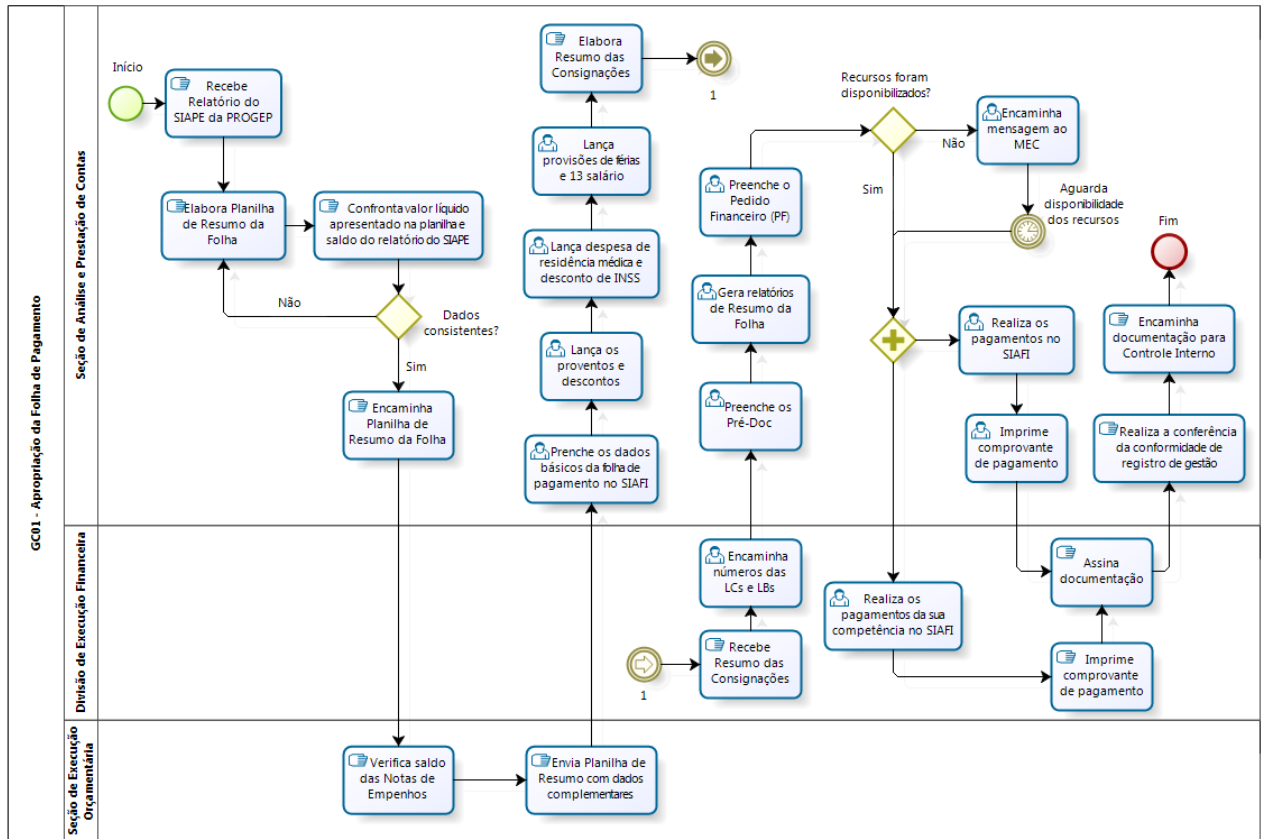 GC01 - Apropriação da Folha de Pagamento
Seção de Análise e Prestação de Contas
Início
Recebe
Relatório do
SIAPE da PROGEP
Elabora Planilha
de Resumo da
Folha
Confronta valor líquido
apresentado na planilha e
saldo do relatório do SIAPE
Não
Dados
consistentes?
Sim
Encaminha
Planilha de
Resumo da Folha
Elabora
Resumo das
Consignações
1
Lança
provisões de férias
e 13 salário
Lança despesa de
residência médica e
desconto de INSS
Lança os
proventos e
descontos
Prenche os dados
básicos da folha de
pagamento no SIAFI
Recursos foram
disponibilizados?
Não
Sim
Encaminha
mensagem ao
MEC
Aguarda
disponibilidade
dos recursos
Preenche o
Pedido
Financeiro (PF)
Gera relatórios
de Resumo da
Folha
Preenche os
Pré-Doc
Realiza os
pagamentos no
SIAFI
Imprime
comprovante
de pagamento
Fim
Encaminha
documentação para
Controle Interno
Realiza a conferência
da conformidade de
registro de gestão
Divisão de Execução Financeira
Encaminha
números das
LCs e LBs
1
Recebe
Resumo das
Consignações
Realiza os
pagamentos da sua
competência no SIAFI
Assina
documentação
Imprime
comprovante
de pagamento
Seção de Execução
Orçamentária
Verifica saldo
das Notas de
Empenhos
Envia Planilha de
Resumo com dados
complementares